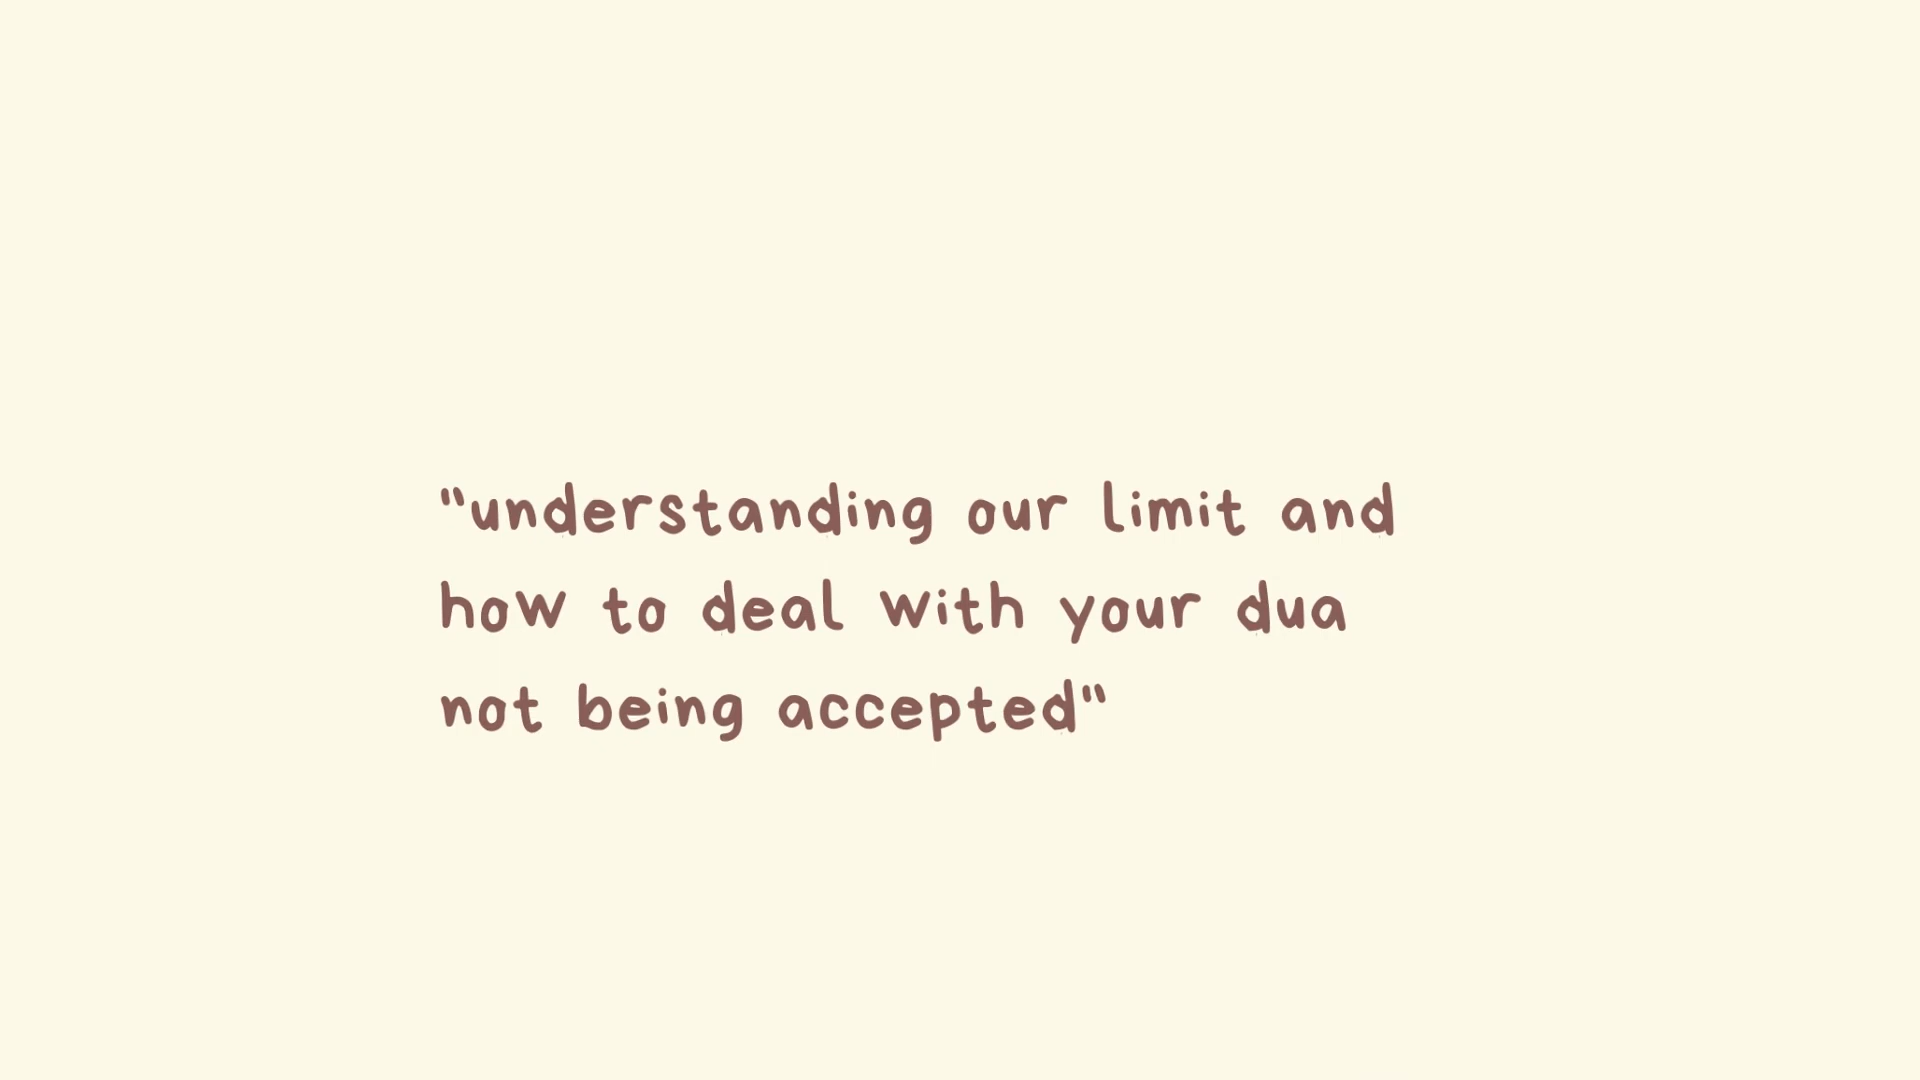 "understanding our limit and
how to deal with your dua
not being accepted"